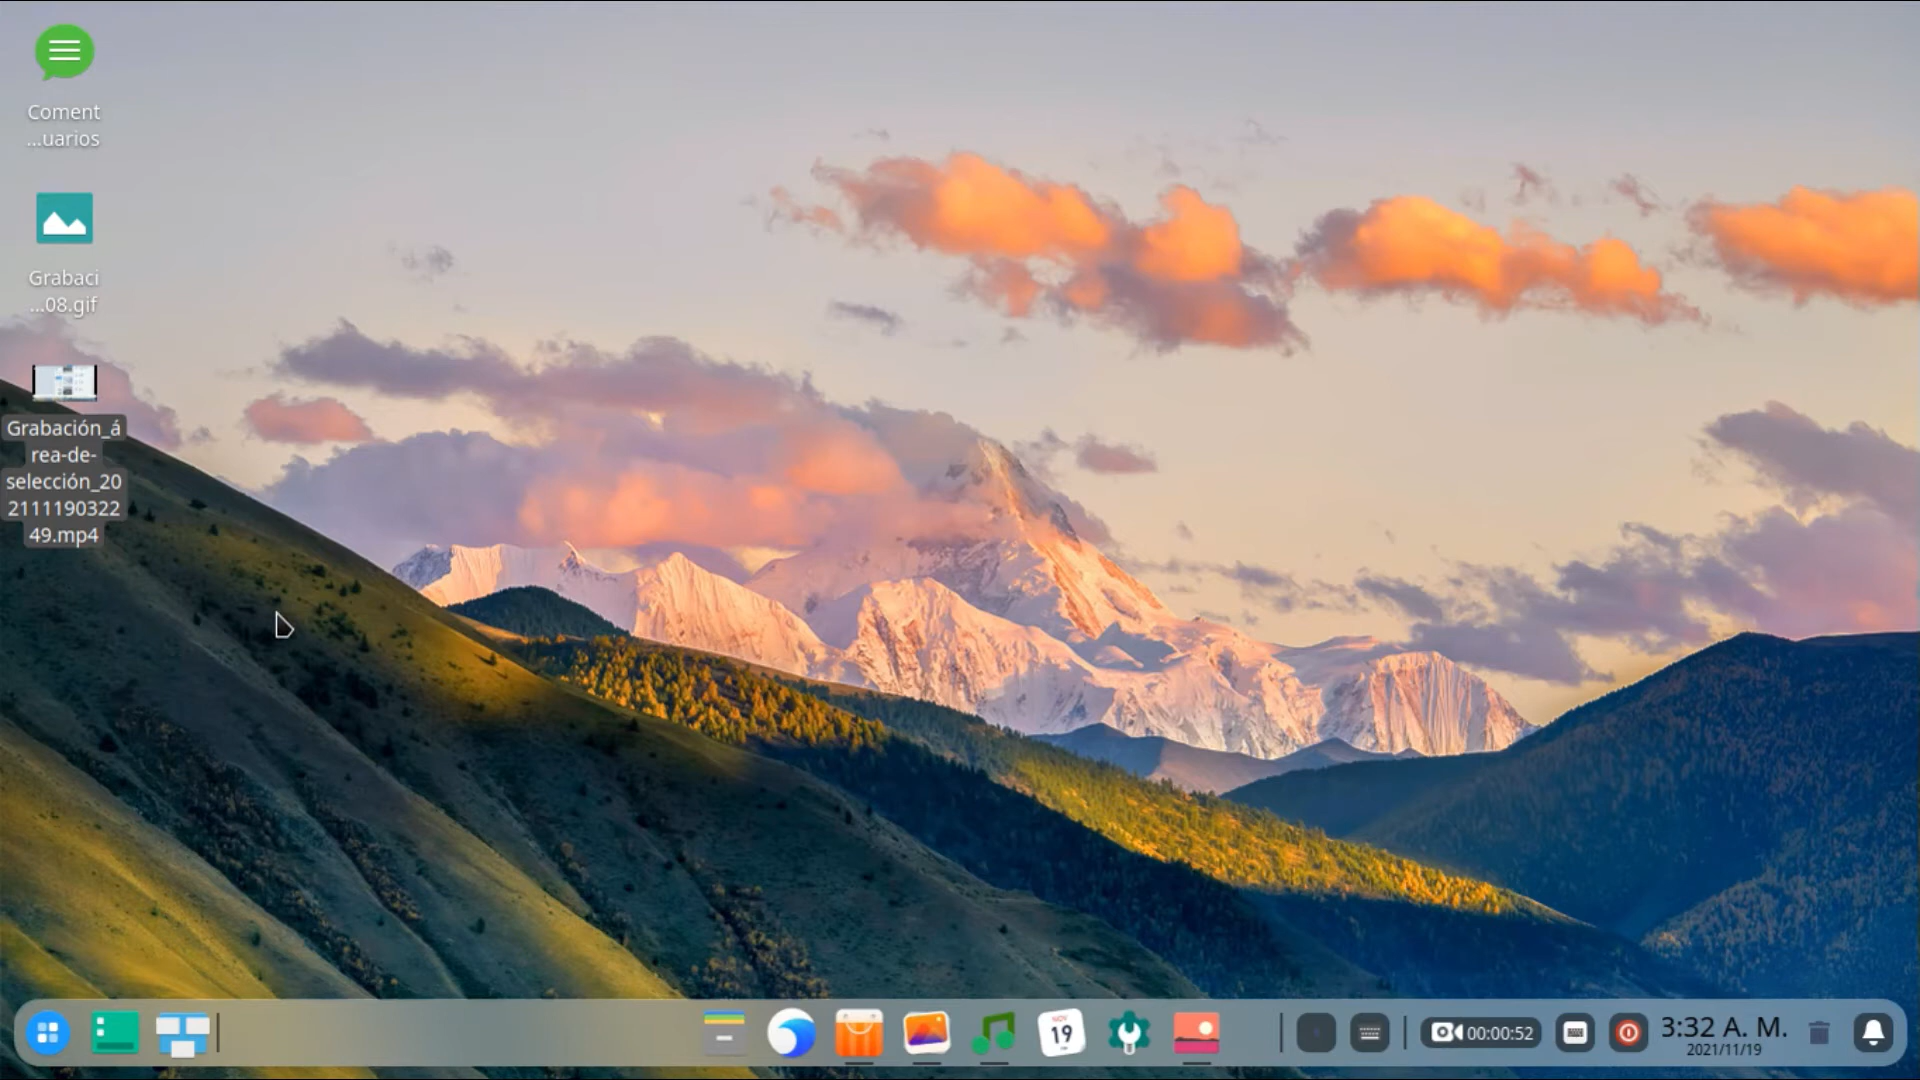 Coment
...uarios
Grabaci
...08.gif
Grabación_á
rea-de-
selección_20
2111190322
49.mp4
NOV
19
00:00:52
3:32 A. M.
2021/11/19